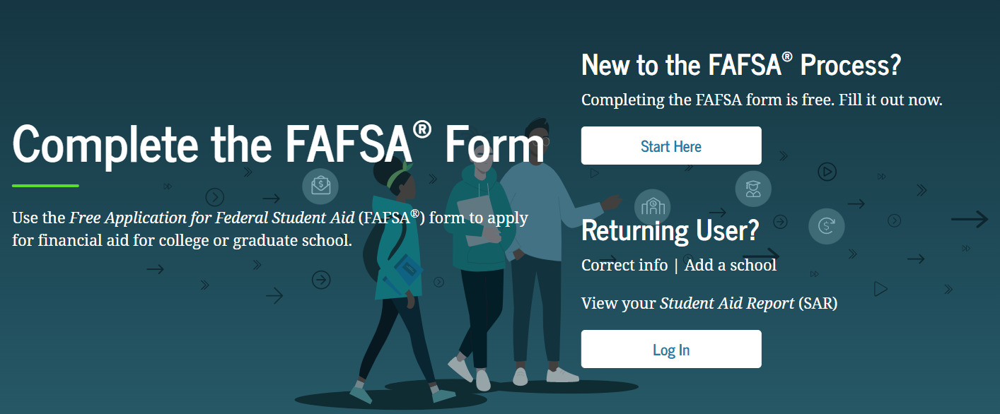 Complete the FAFSA® Form
Use the Free Application for Federal Student Aid (FAFSA®) form to apply
for financial aid for college or graduate school.
New to the FAFSA® Process?
Completing the FAFSA form is free. Fill it out now.
Start Here
Returning User?
Correct info | Add a school
View your Student Aid Report (SAR)
Log In